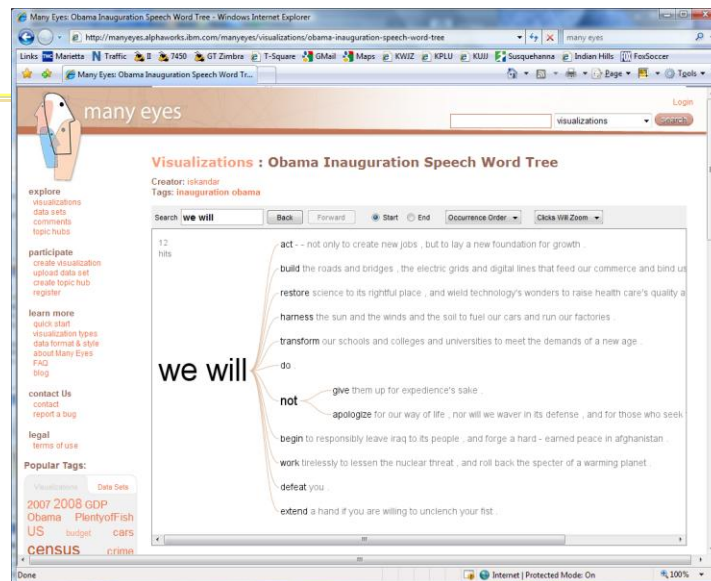 Many Eyes: Obama Inauguration Speech Word Tree - Windows Internet Explorer
http://manyeyes.alphaworks.ibm.com/manyeyes/visualizations/obama-inauguration-speech-word-tree
many eyes
Links Marietta Traffic II 7450 GT Zimbra T-Square GMail Maps KWJZ KPLU KUJJ Susquehanna Indian Hills FoxSoccer
Many Eyes: Obama Inauguration Speech Word Tr...
Page Tools
Login
many eyes
visualizations
search
Visualizations : Obama Inauguration Speech Word Tree
Creator: iskandar
Tags: inauguration obama
explore
visualizations
data sets
comments
topic hubs
participate
create visualization
upload data set
create topic hub
register
learn more
quick start
visualization types
data format & style
about Many Eyes
FAQ
blog
contact Us
contact
report a bug
legal
terms of use
Popular Tags:
Visualizations Data Sets
2007 2008 GDP
Obama PlentyofFish
US budget cars
census crime
Search we will Back Forward Start End Occurrence Order Clicks Will Zoom
12
hits
we will
act - - not only to create new jobs , but to lay a new foundation for growth .
build the roads and bridges , the electric grids and digital lines that feed our commerce and bind us
restore science to its rightful place , and wield technology's wonders to raise health care's quality a
harness the sun and the winds and the soil to fuel our cars and run our factories .
transform our schools and colleges and universities to meet the demands of a new age .
do .
not
give them up for expedience's sake .
apologize for our way of life , nor will we waver in its defense , and for those who seek
begin to responsibly leave iraq to its people , and forge a hard - earned peace in afghanistan .
work tirelessly to lessen the nuclear threat , and roll back the specter of a warming planet .
defeat you .
extend a hand if you are willing to unclench your fist .
Done
Internet | Protected Mode: On
100%